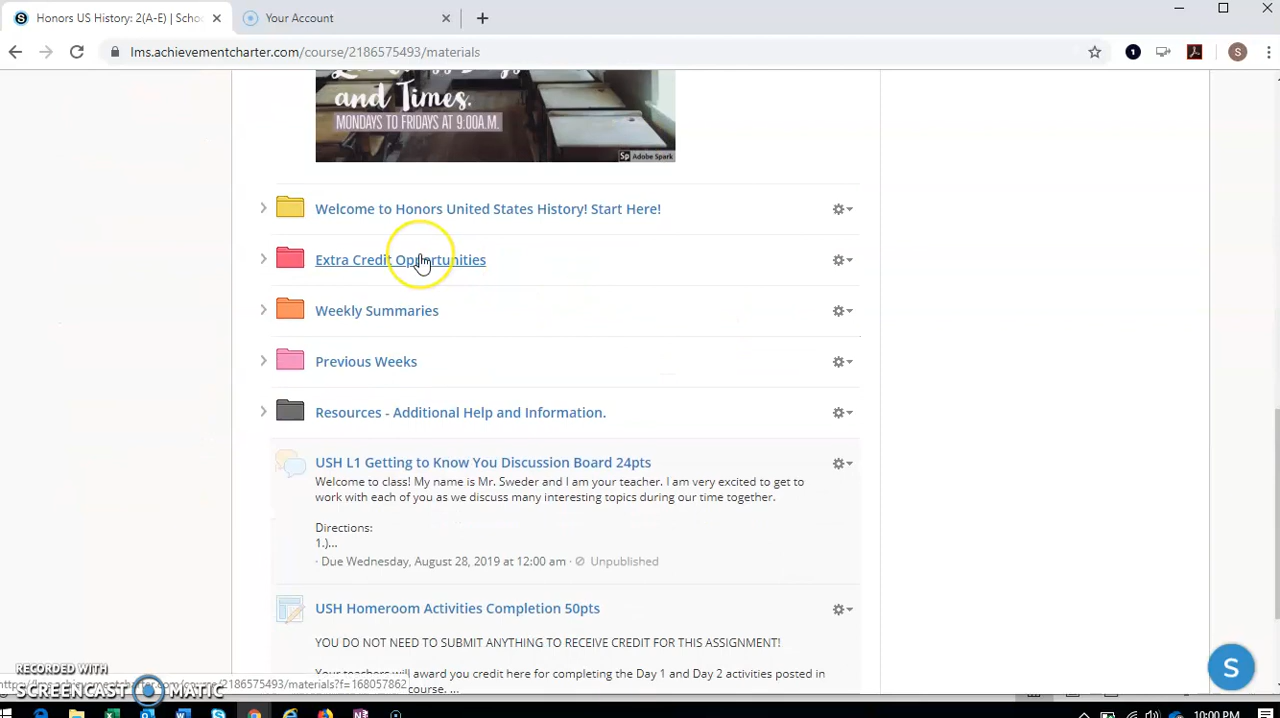 Honors US History: 2(A-E) | Scho
Your Account
lms.achievementcharter.com/course/2186575493/materials
1
S
and Times.
MONDAYS TO FRIDAYS AT 9:00A.M.
Sp Adobe Spark
Welcome to Honors United States History! Start Here!
Extra Credit Opportunities
Weekly Summaries
Previous Weeks
Resources - Additional Help and Information.
USH L1 Getting to Know You Discussion Board 24pts
Welcome to class! My name is Mr. Sweder and I am your teacher. I am very excited to get to
work with each of you as we discuss many interesting topics during our time together.
Directions:
1.)...
· Due Wednesday, August 28, 2019 at 12:00 am · Unpublished
USH Homeroom Activities Completion 50pts
YOU DO NOT NEED TO SUBMIT ANYTHING TO RECEIVE CREDIT FOR THIS ASSIGNMENT!
Your teachers will award you credit here for completing the Day 1 and Day 2 activities posted in
course. ...
S
RECORDED WITH
SCREENCAST MATIC
10:00 PM